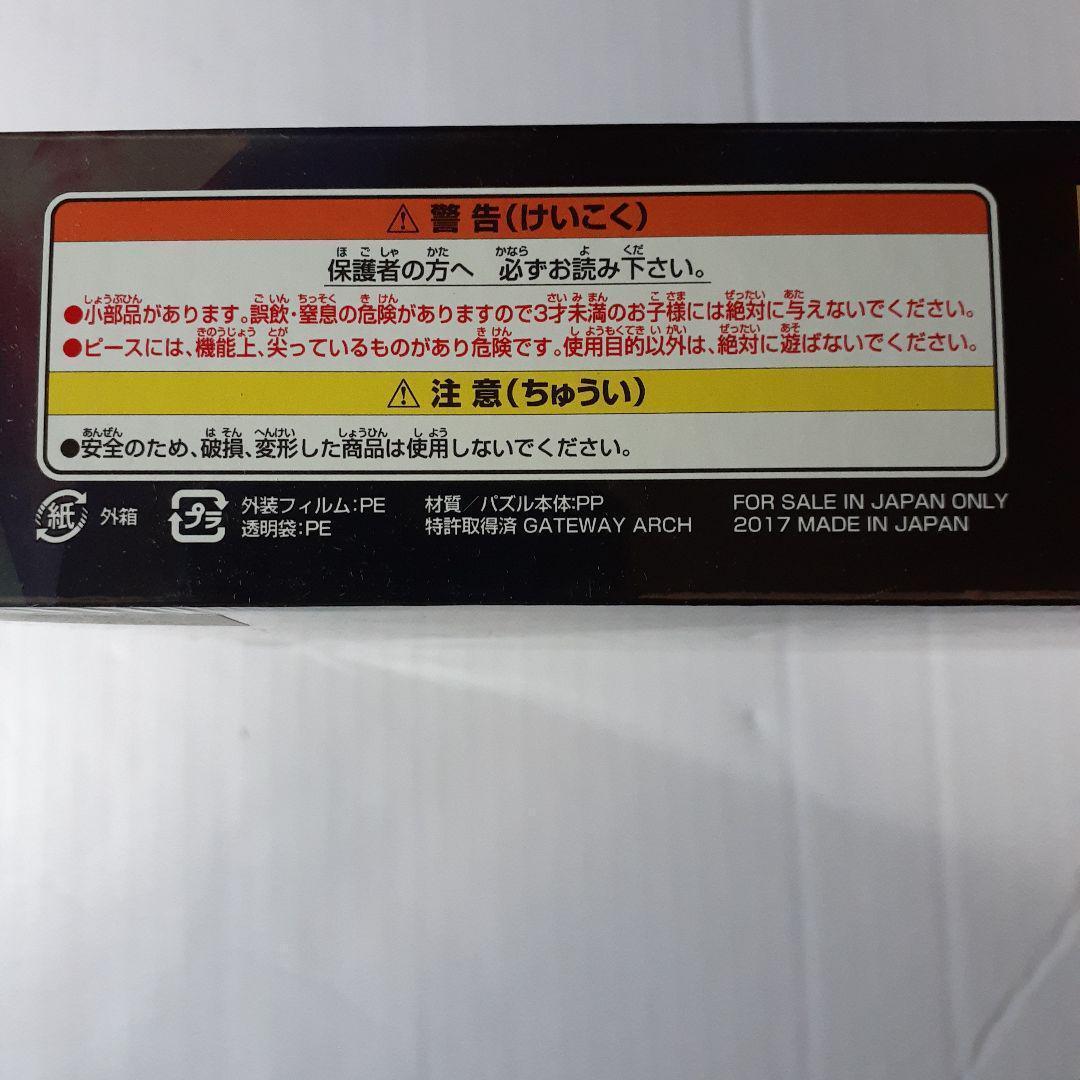 ⚠ 警告(けいこく)
保護者の方へ 必ずお読み下さい。
●小部品があります。誤飲・窒息の危険がありますので3才未満のお子様には絶対に与えないでください。
●ピースには、機能上、尖っているものがあり危険です。使用目的以外は、絶対に遊ばないでください。
⚠ 注意(ちゅうい)
●安全のため、破損、変形した商品は使用しないでください。
紙 外箱
プラ 外装フィルム:PE
透明袋:PE
材質/パズル本体:PP
特許取得済 GATEWAY ARCH
FOR SALE IN JAPAN ONLY
2017 MADE IN JAPAN